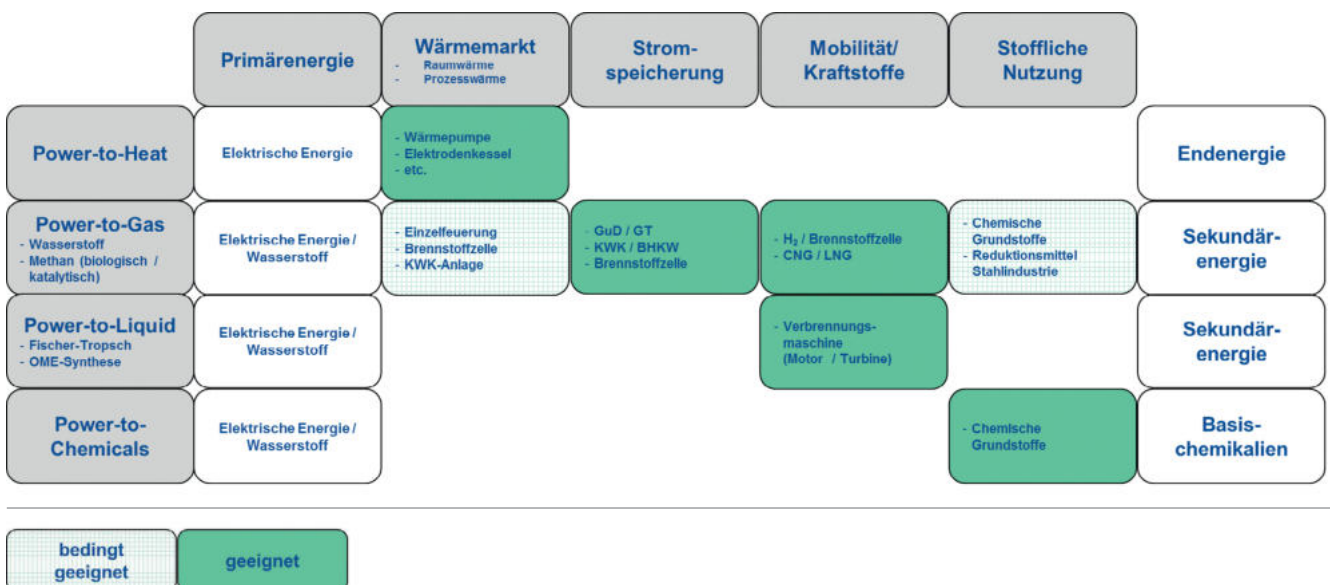 Primärenergie
Wärmemarkt
- Raumwärme
- Prozesswärme
Strom-
speicherung
Mobilität/
Kraftstoffe
Stoffliche
Nutzung
Power-to-Heat
Elektrische Energie
- Wärmepumpe
- Elektrodenkessel
- etc.
Endenergie
Power-to-Gas
- Wasserstoff
- Methan (biologisch /
katalytisch)
Elektrische Energie /
Wasserstoff
- Einzelfeuerung
- Brennstoffzelle
- KWK-Anlage
- GuD / GT
- KWK / BHKW
- Brennstoffzelle
- H₂ / Brennstoffzelle
- CNG / LNG
- Chemische
Grundstoffe
- Reduktionsmittel
Stahlindustrie
Sekundär-
energie
Power-to-Liquid
- Fischer-Tropsch
- OME-Synthese
Elektrische Energie /
Wasserstoff
- Verbrennungs-
maschine
(Motor / Turbine)
Sekundär-
energie
Power-to-
Chemicals
Elektrische Energie /
Wasserstoff
- Chemische
Grundstoffe
Basis-
chemikalien
bedingt
geeignet
geeignet